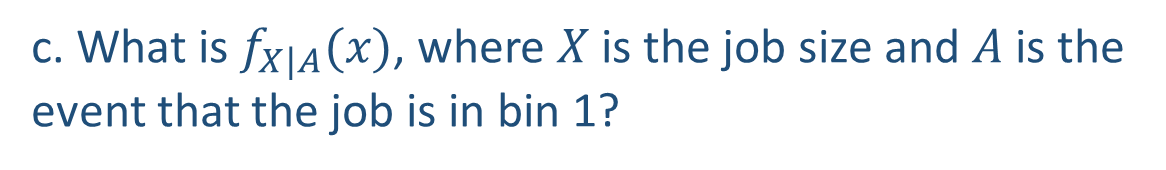 c. What is f_{X|A}(x), where X is the job size and A is the
event that the job is in bin 1?